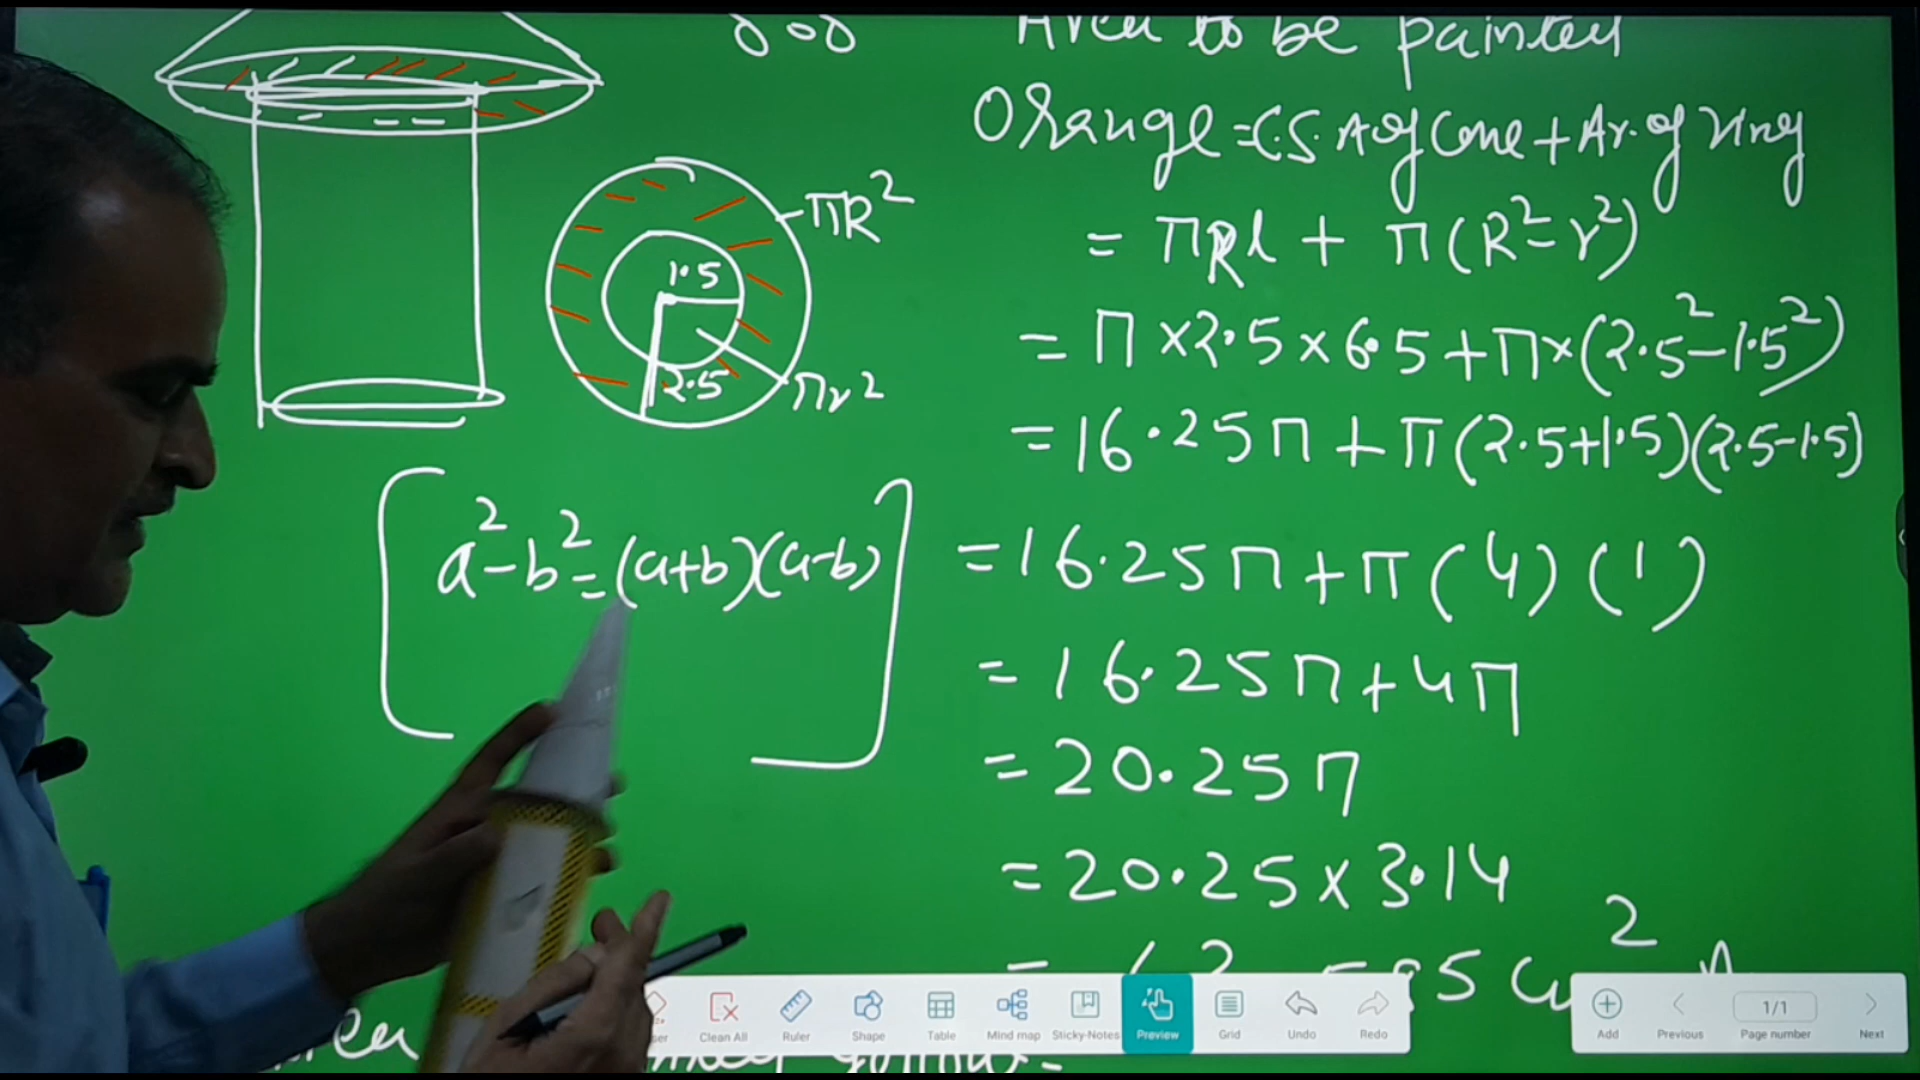 Area to be painted
Orange = C.S.A of Cone + Ar. of ring
= πRl + π(R²-r²)
= π×2.5×6.5+π×(2.5²-1.5²)
= 16.25π + π(2.5+1.5)(2.5-1.5)
= 16.25π+π(4)(1)
= 16.25π+4π
= 20.25π
= 20.25×3.14
πR²
1.5
2.5
πr²
a²-b²=(a+b)(a-b)
Clean All
Ruler
Shape
Table
Mind map
Sticky-Notes
Preview
Grid
Undo
Redo
Add
Previous
1/1
Page number
Next